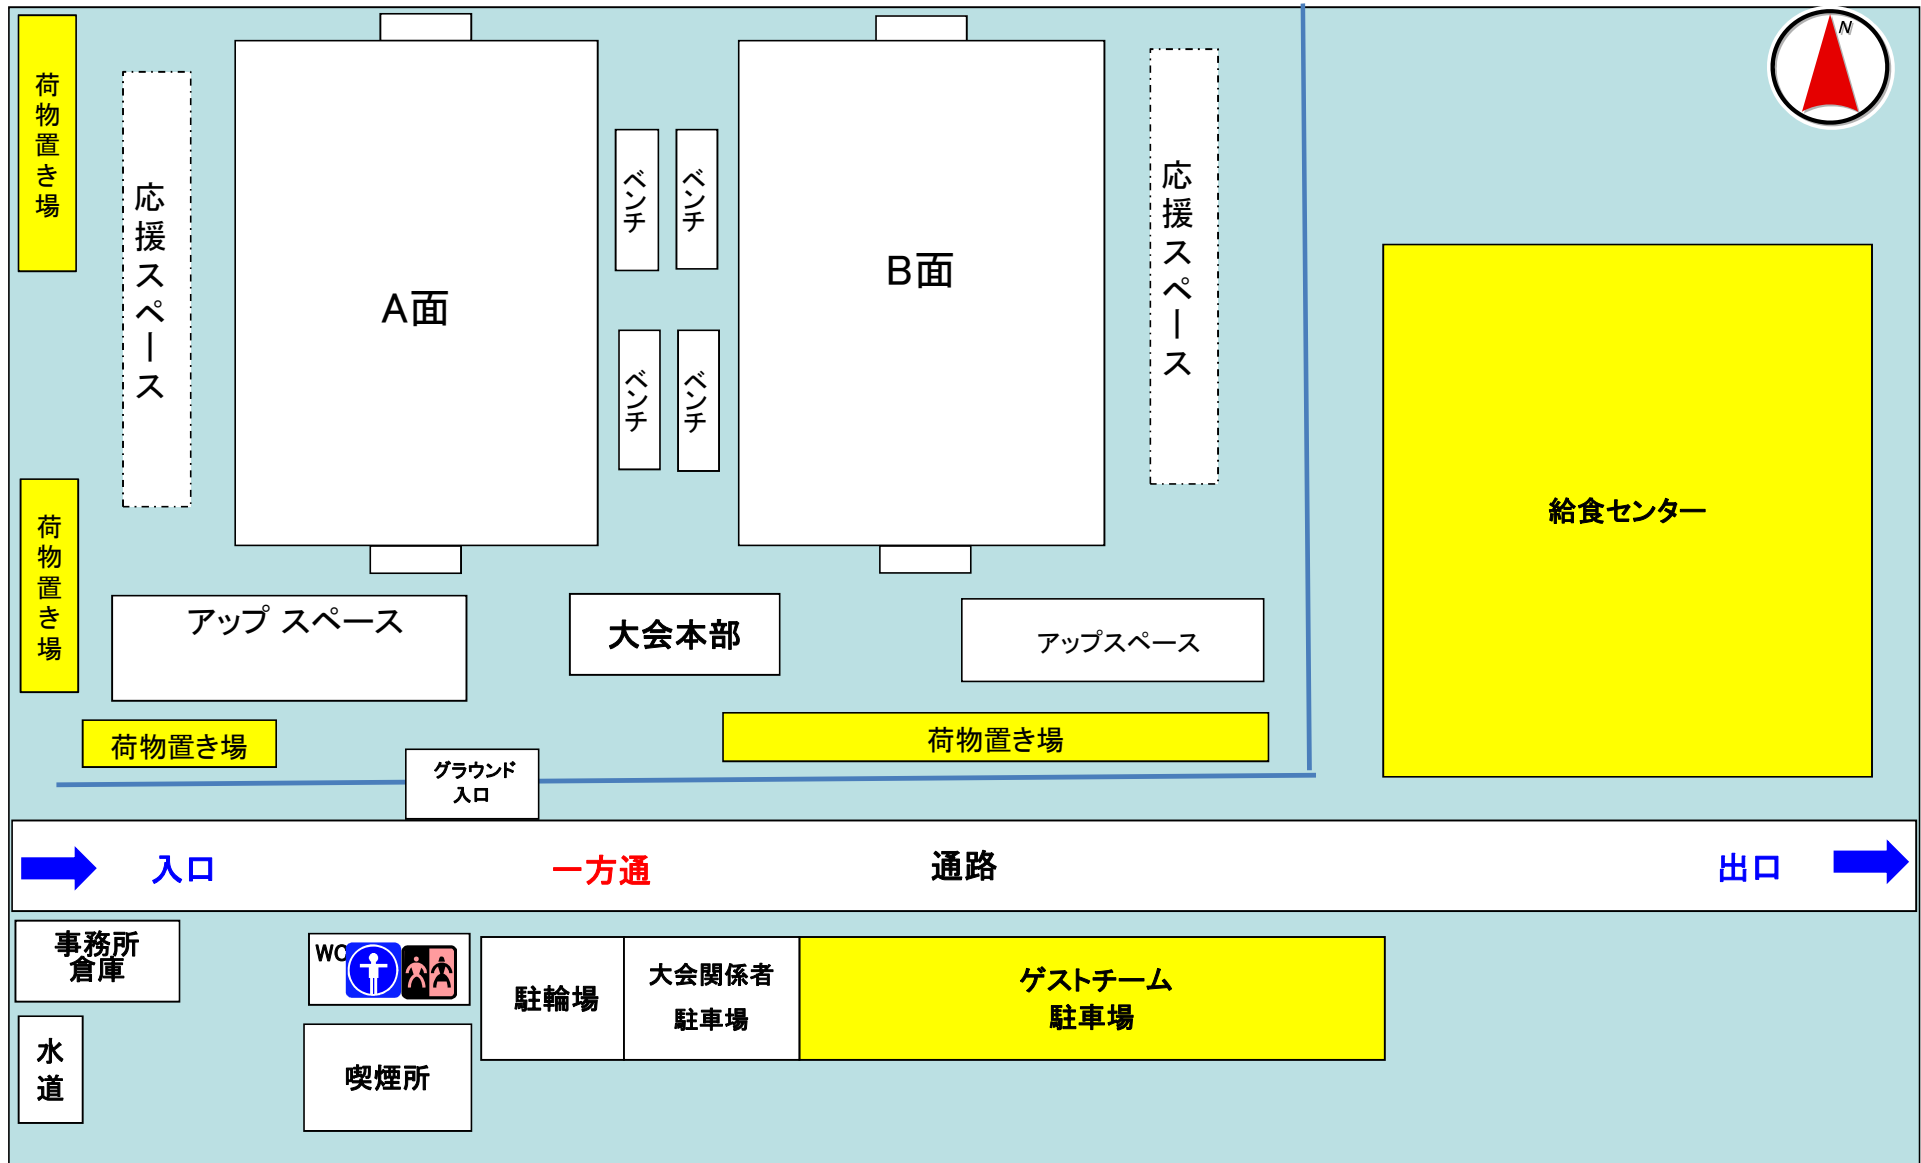 N
荷物置き場
応援スペース
A面
ベンチ
ベンチ
B面
応援スペース
ベンチ
ベンチ
給食センター
荷物置き場
アップ スペース
大会本部
アップスペース
荷物置き場
荷物置き場
グラウンド
入口
入口
一方通
通路
出口
事務所
倉庫
WC
駐輪場
大会関係者
駐車場
ゲストチーム
駐車場
水道
喫煙所